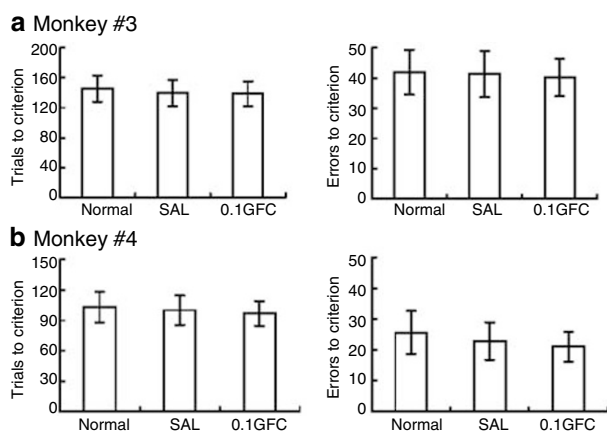 a Monkey #3
Trials to criterion
200
160
120
80
40
0
Normal SAL 0.1GFC
Errors to criterion
50
40
30
20
10
0
Normal SAL 0.1GFC
b Monkey #4
Trials to criterion
150
120
90
60
30
0
Normal SAL 0.1GFC
Errors to criterion
50
40
30
20
10
0
Normal SAL 0.1GFC